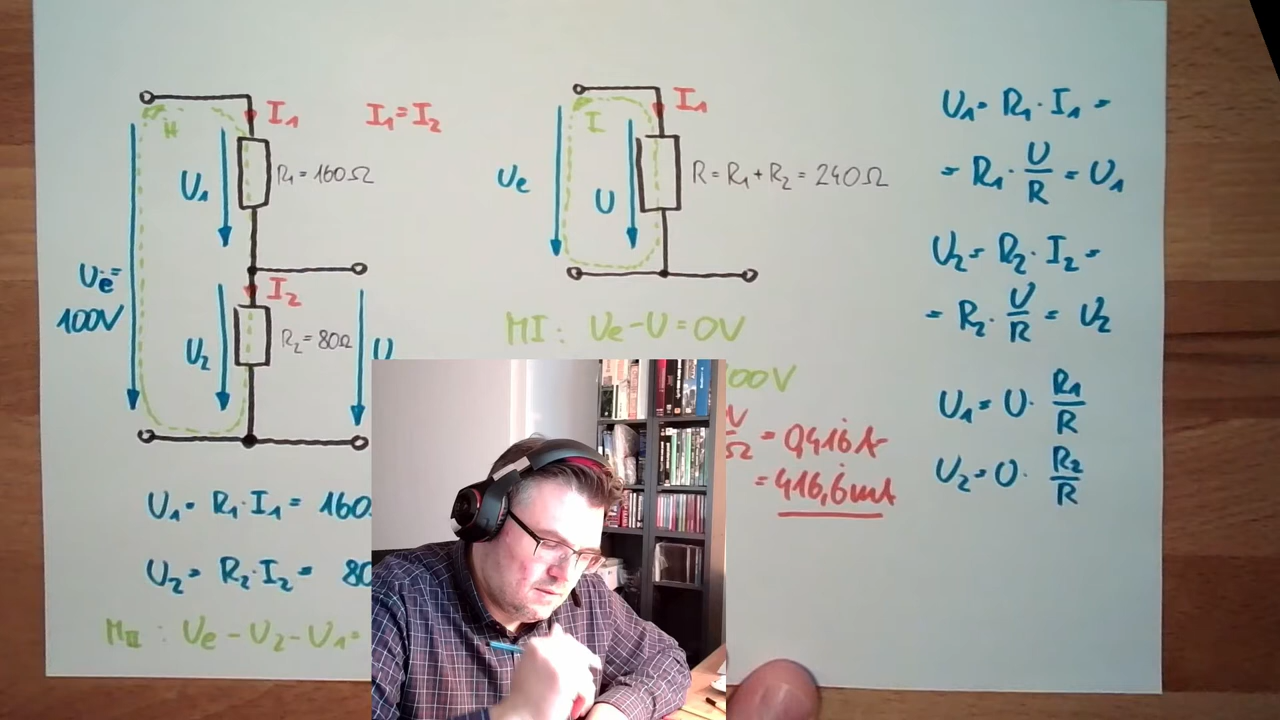 I₁
I₁=I₂
U₁
R₁=160Ω
Ue=
100V
I₂
U₂
R₂=80Ω
U₁= R₁·I₁ = 160
U₂= R₂·I₂ = 80
: Ue-U₂-U₁=
I₁
I
Ue
U
R=R₁+R₂=240Ω
MI: Ue-U=0V
00V
V
Ω
=0,416A
=416,6mA
U₁= R₁·I₁ =
= R₁· U/R = U₁
U₂= R₂·I₂ =
= R₂· U/R = U₂
U₁= U· R₁/R
U₂= U· R₂/R